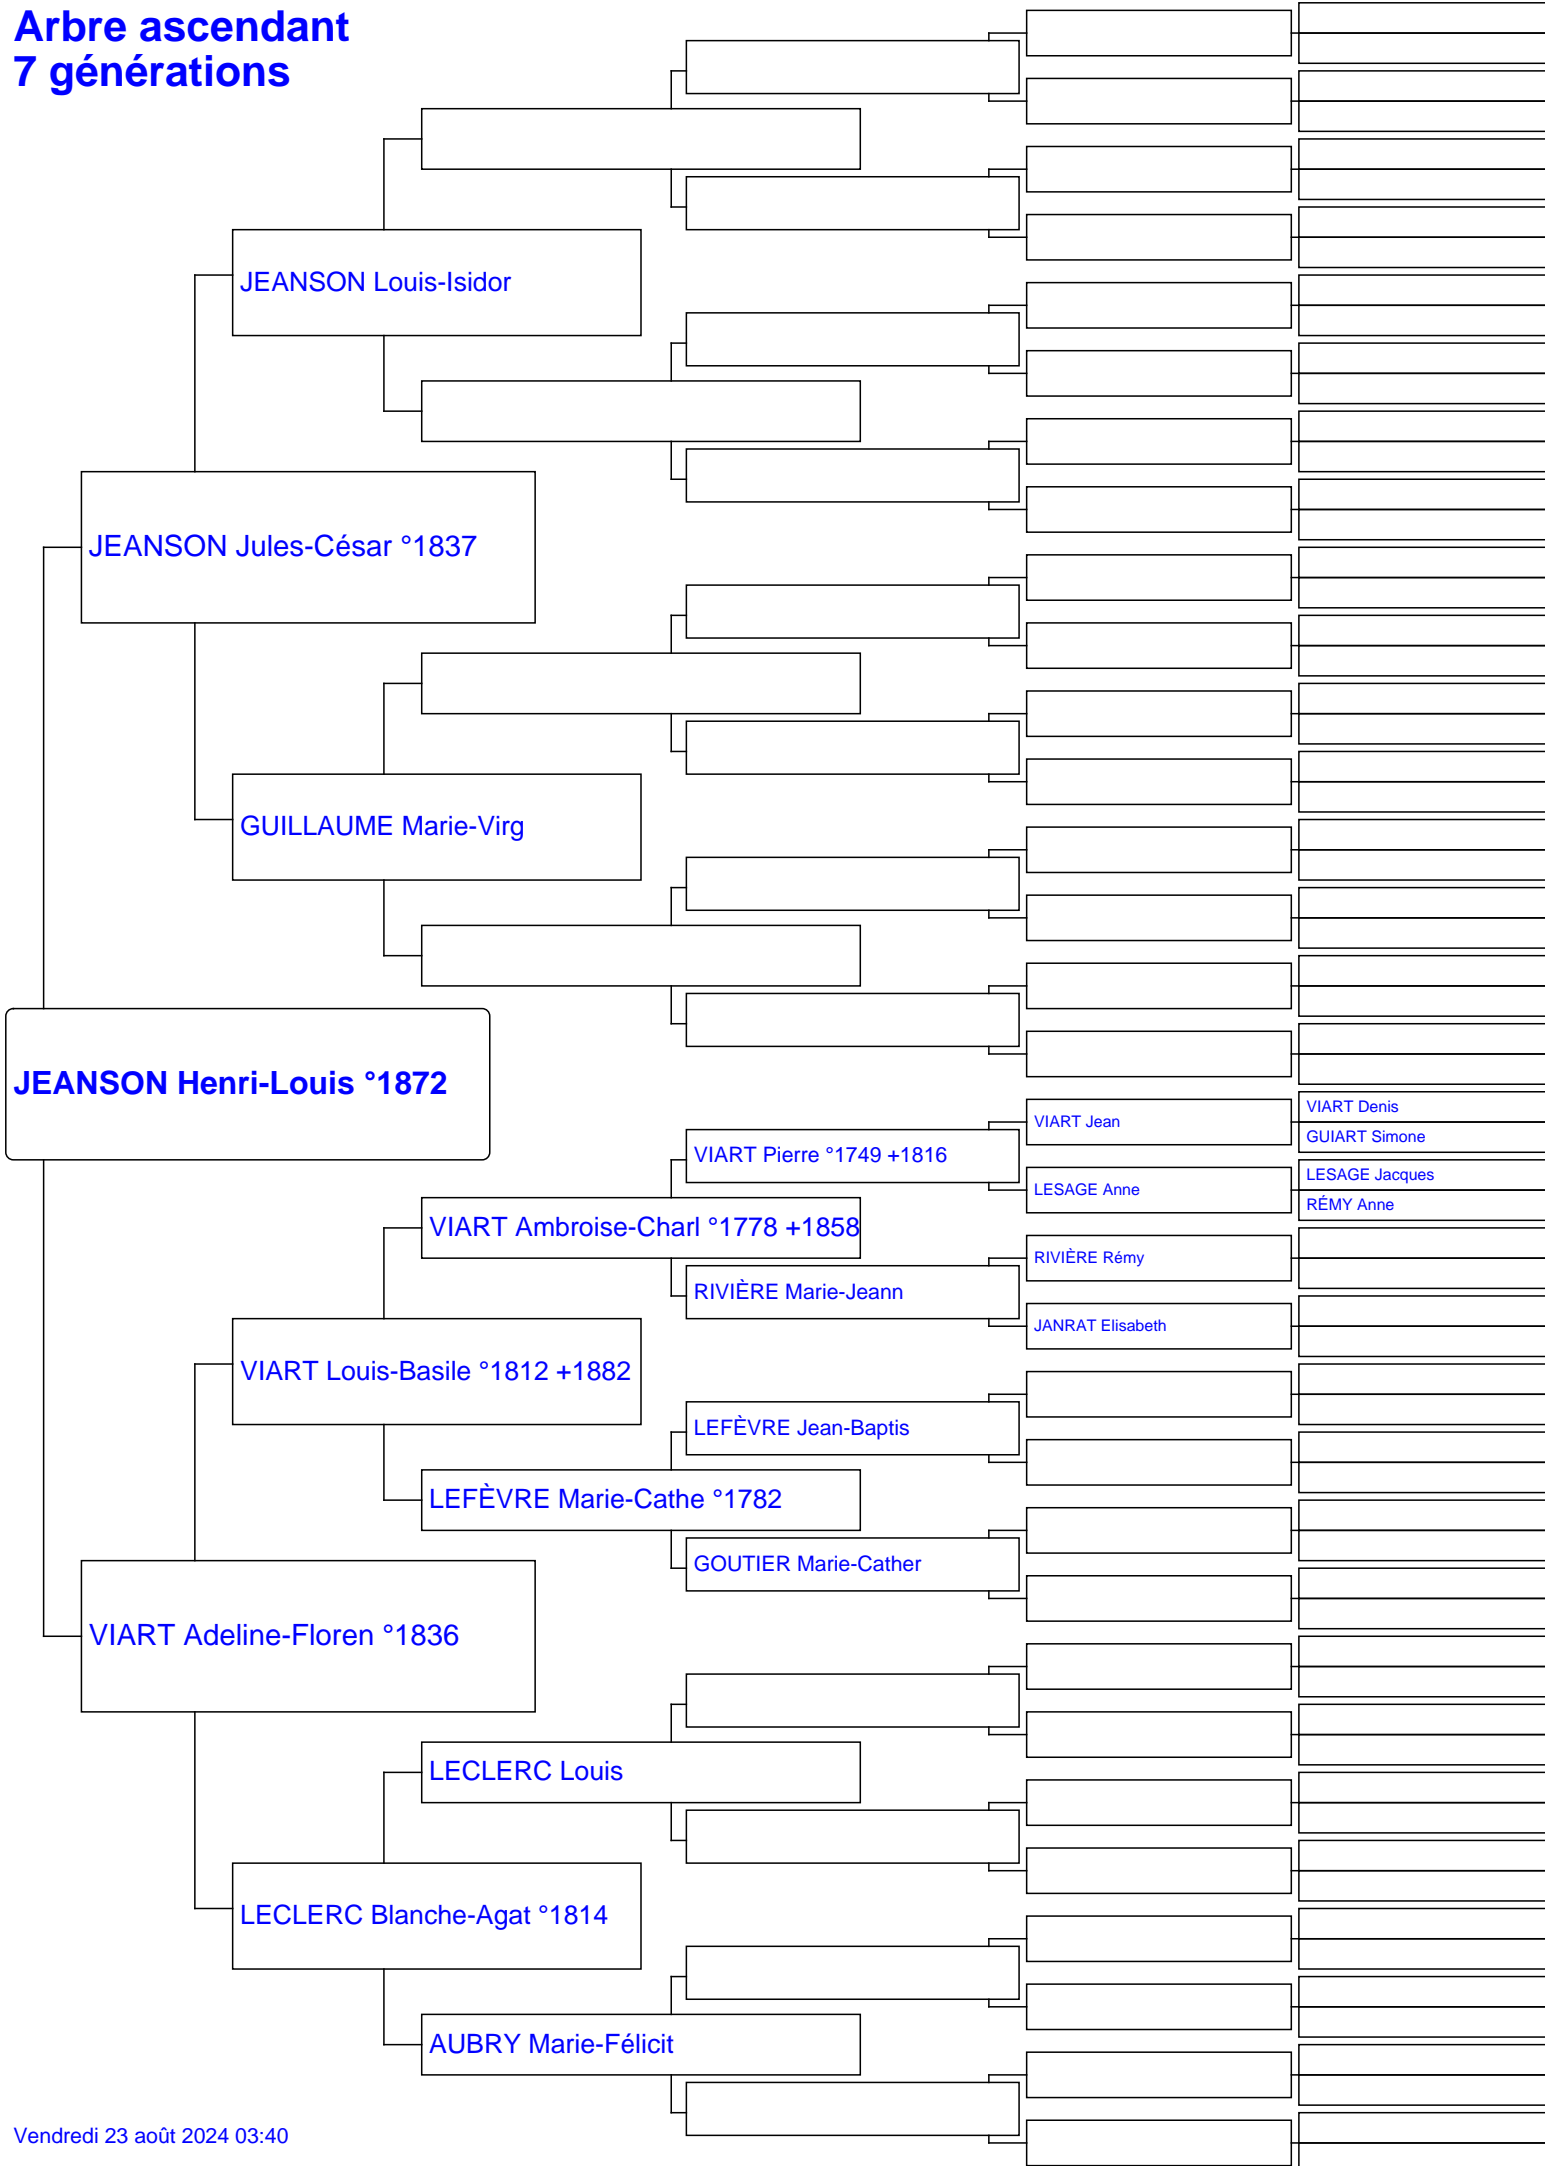 Arbre ascendant
7 générations
JEANSON Louis-Isidor
JEANSON Jules-César °1837
GUILLAUME Marie-Virg
JEANSON Henri-Louis °1872
VIART Denis
VIART Jean
GUIART Simone
VIART Pierre °1749 +1816
LESAGE Jacques
LESAGE Anne
RÉMY Anne
VIART Ambroise-Charl °1778 +1858
RIVIÈRE Rémy
RIVIÈRE Marie-Jeann
JANRAT Elisabeth
VIART Louis-Basile °1812 +1882
LEFÈVRE Jean-Baptis
LEFÈVRE Marie-Cathe °1782
GOUTIER Marie-Cather
VIART Adeline-Floren °1836
LECLERC Louis
LECLERC Blanche-Agat °1814
AUBRY Marie-Félicit
Vendredi 23 août 2024 03:40